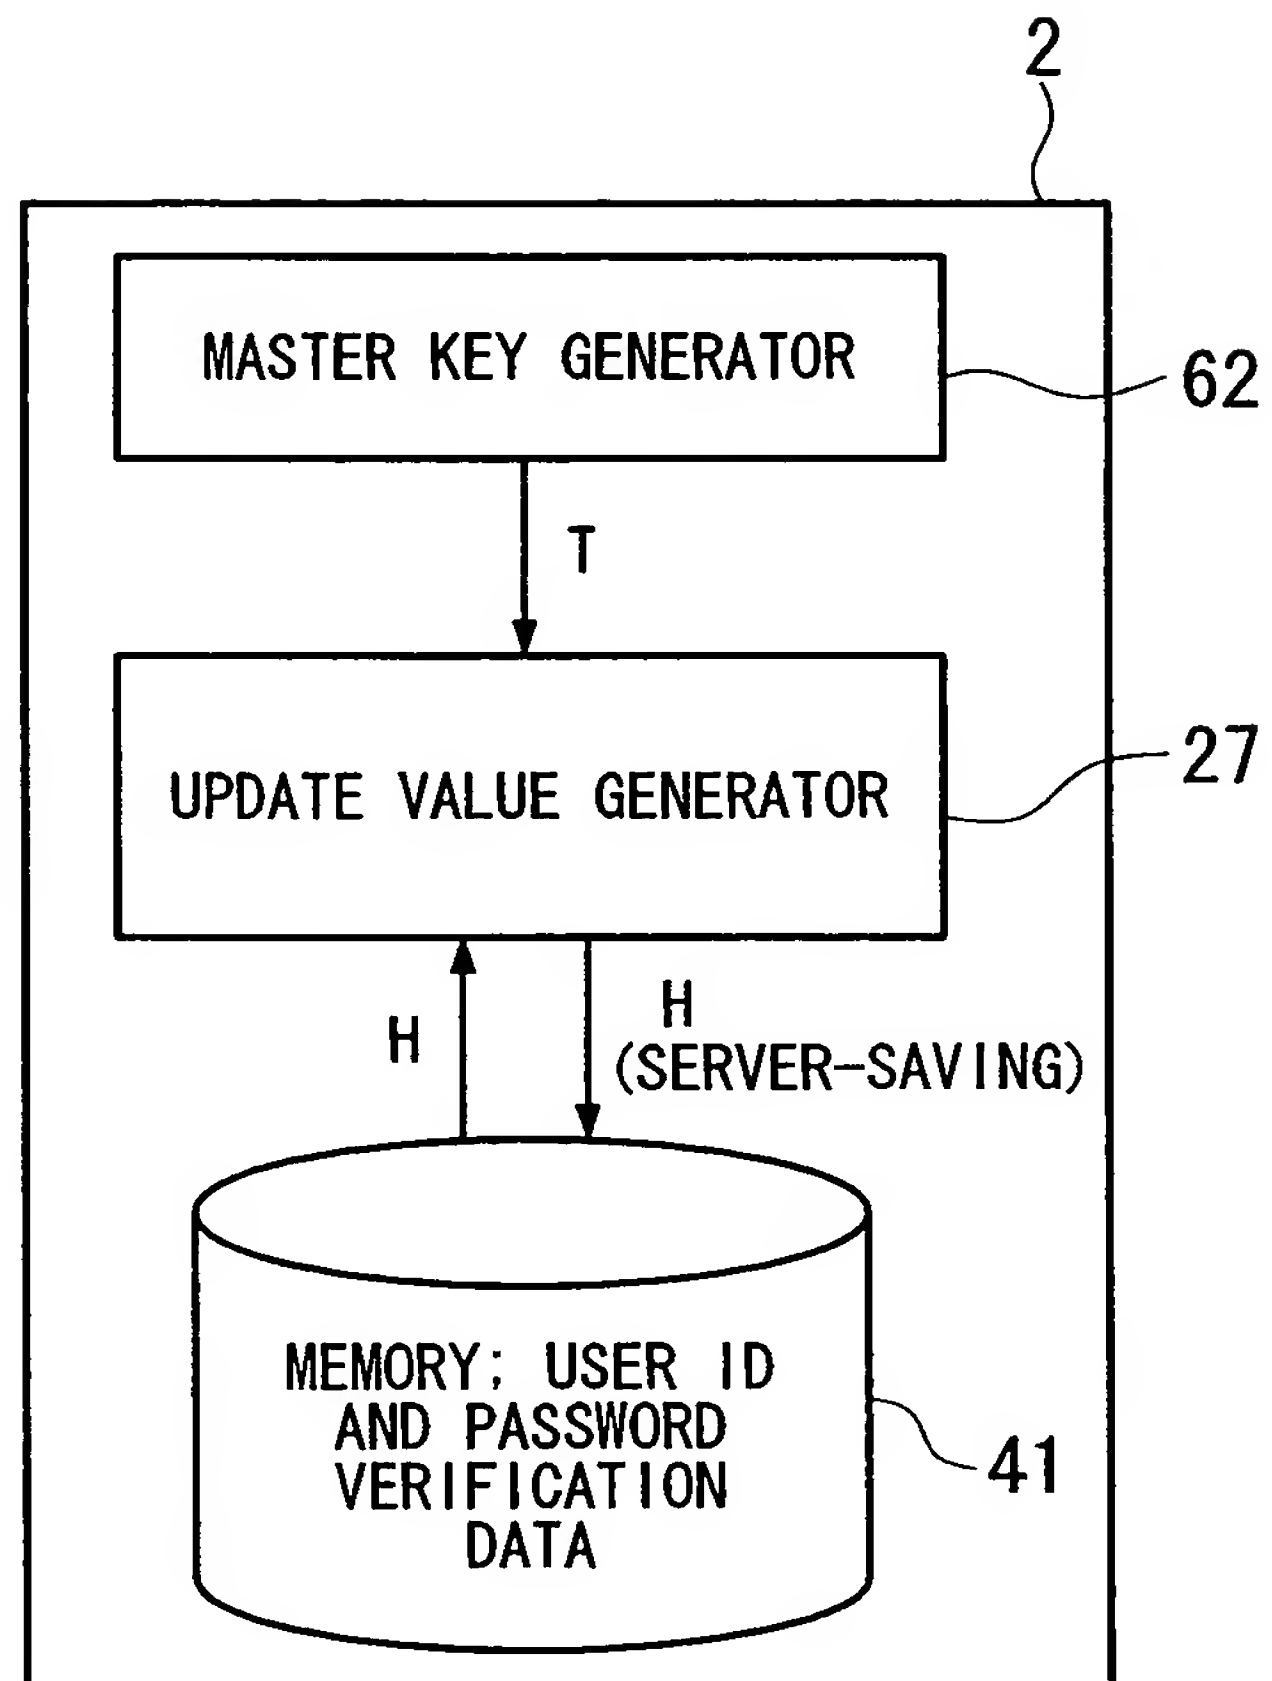 2
MASTER KEY GENERATOR
62
T
UPDATE VALUE GENERATOR
27
H
H
(SERVER-SAVING)
MEMORY; USER ID
AND PASSWORD
VERIFICATION
DATA
41